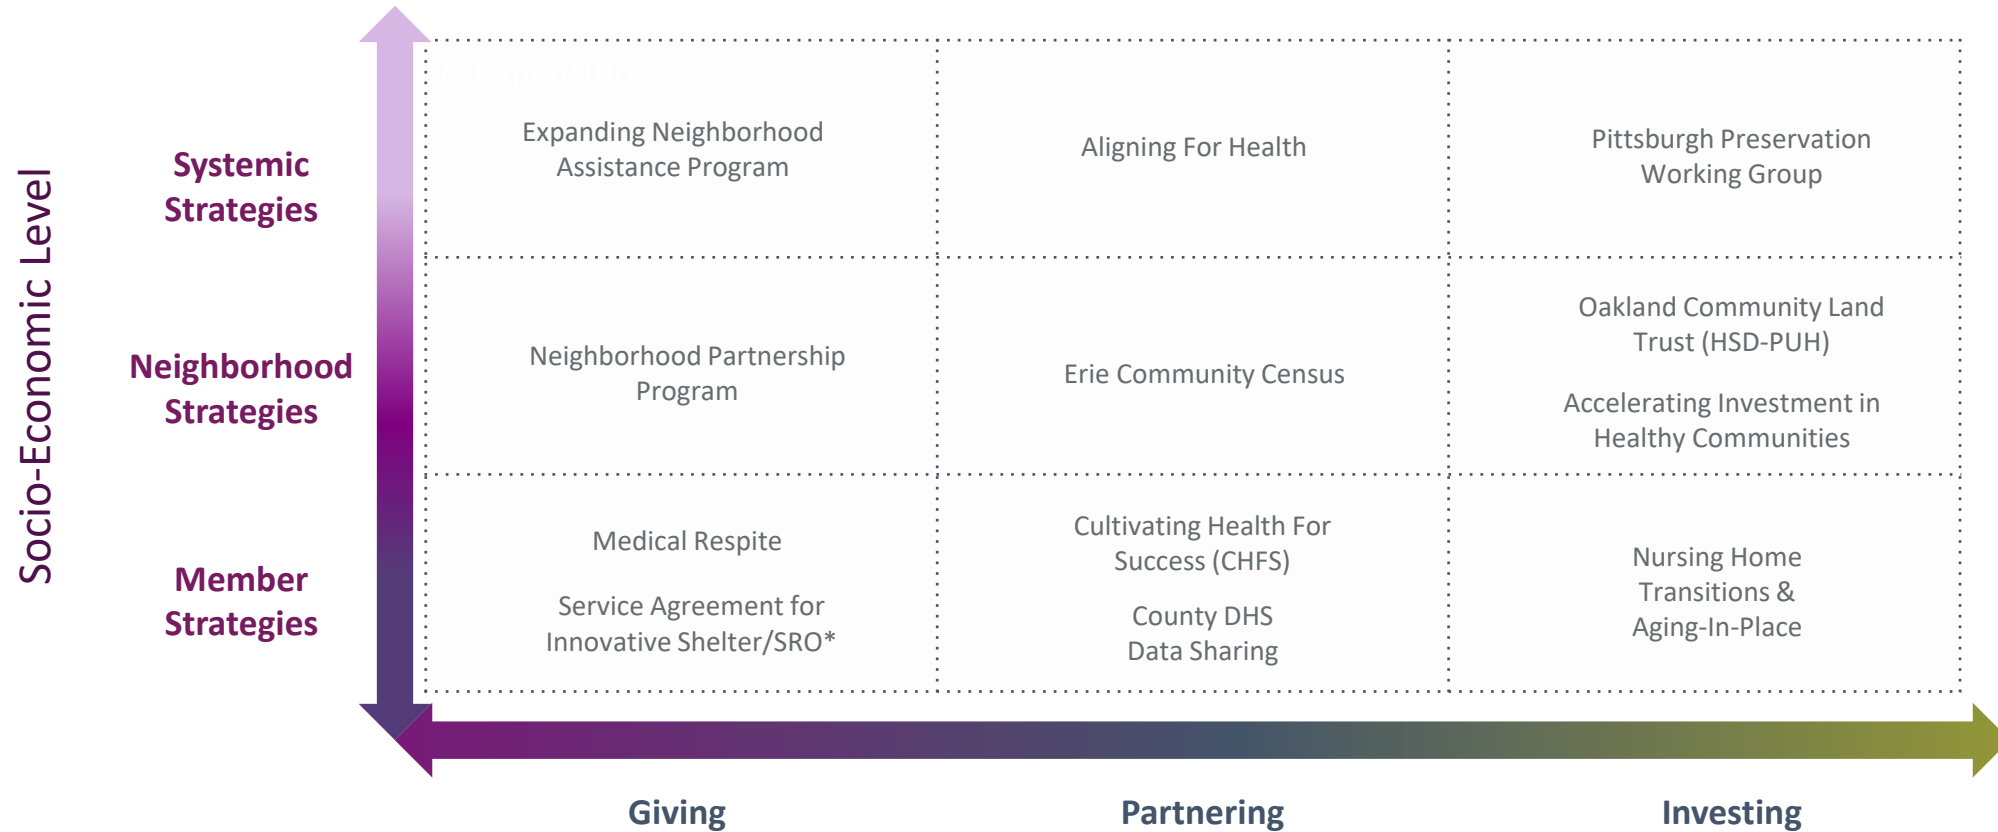 & Expansion
Socio-Economic Level
Systemic
Strategies
Expanding Neighborhood
Assistance Program
Aligning For Health
Pittsburgh Preservation
Working Group
Neighborhood
Strategies
Neighborhood Partnership
Program
Erie Community Census
Oakland Community Land
Trust (HSD-PUH)
Accelerating Investment in
Healthy Communities
Member
Strategies
Medical Respite
Service Agreement for
Innovative Shelter/SRO*
Cultivating Health For
Success (CHFS)
County DHS
Data Sharing
Nursing Home
Transitions &
Aging-In-Place
Giving
Partnering
Investing